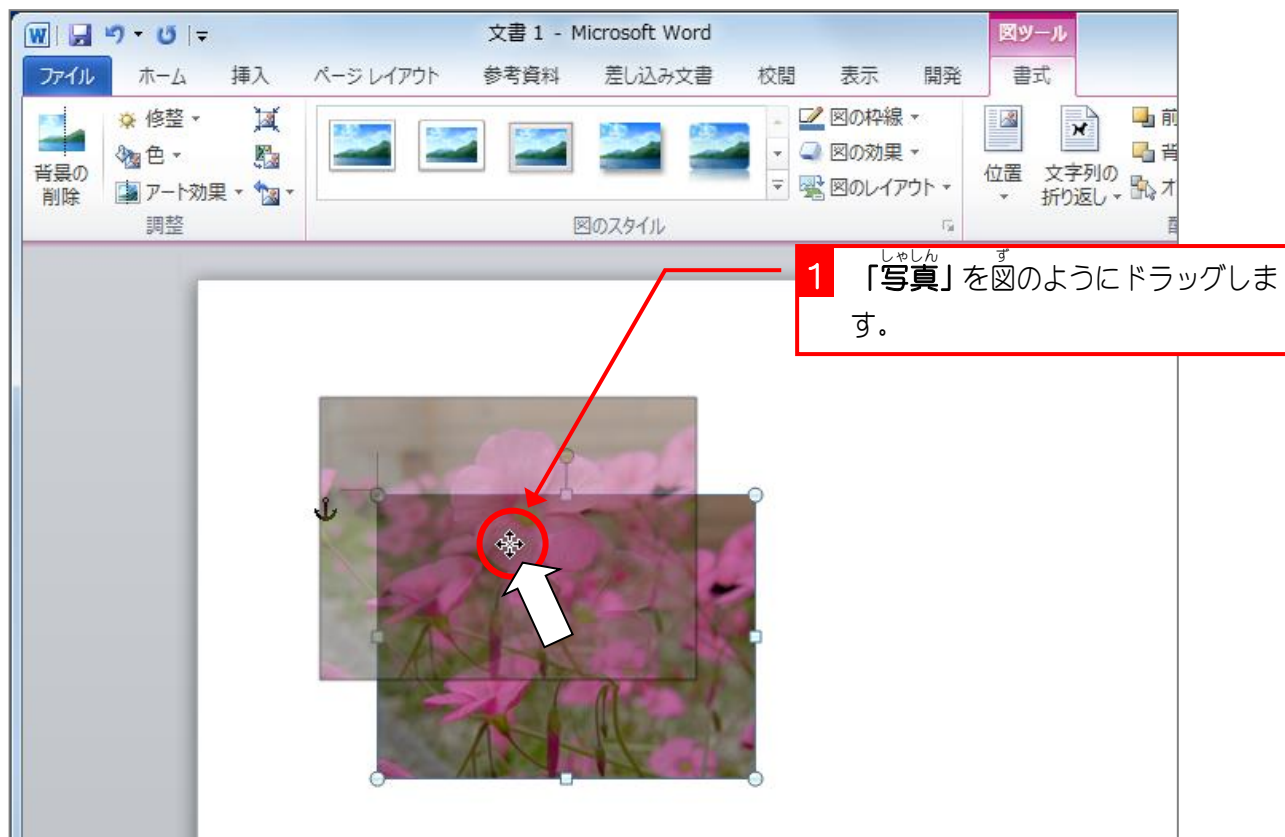 文書 1 - Microsoft Word
図ツール
ファイル ホーム 挿入 ページ レイアウト 参考資料 差し込み文書 校閲 表示 開発 書式
背景の
削除
修整
色
アート効果
調整
図のスタイル
図の枠線
図の効果
図のレイアウト
位置
文字列の
折り返し
前
背
オ
しゃしん ず
1 「写真」を図のようにドラッグしま
す。